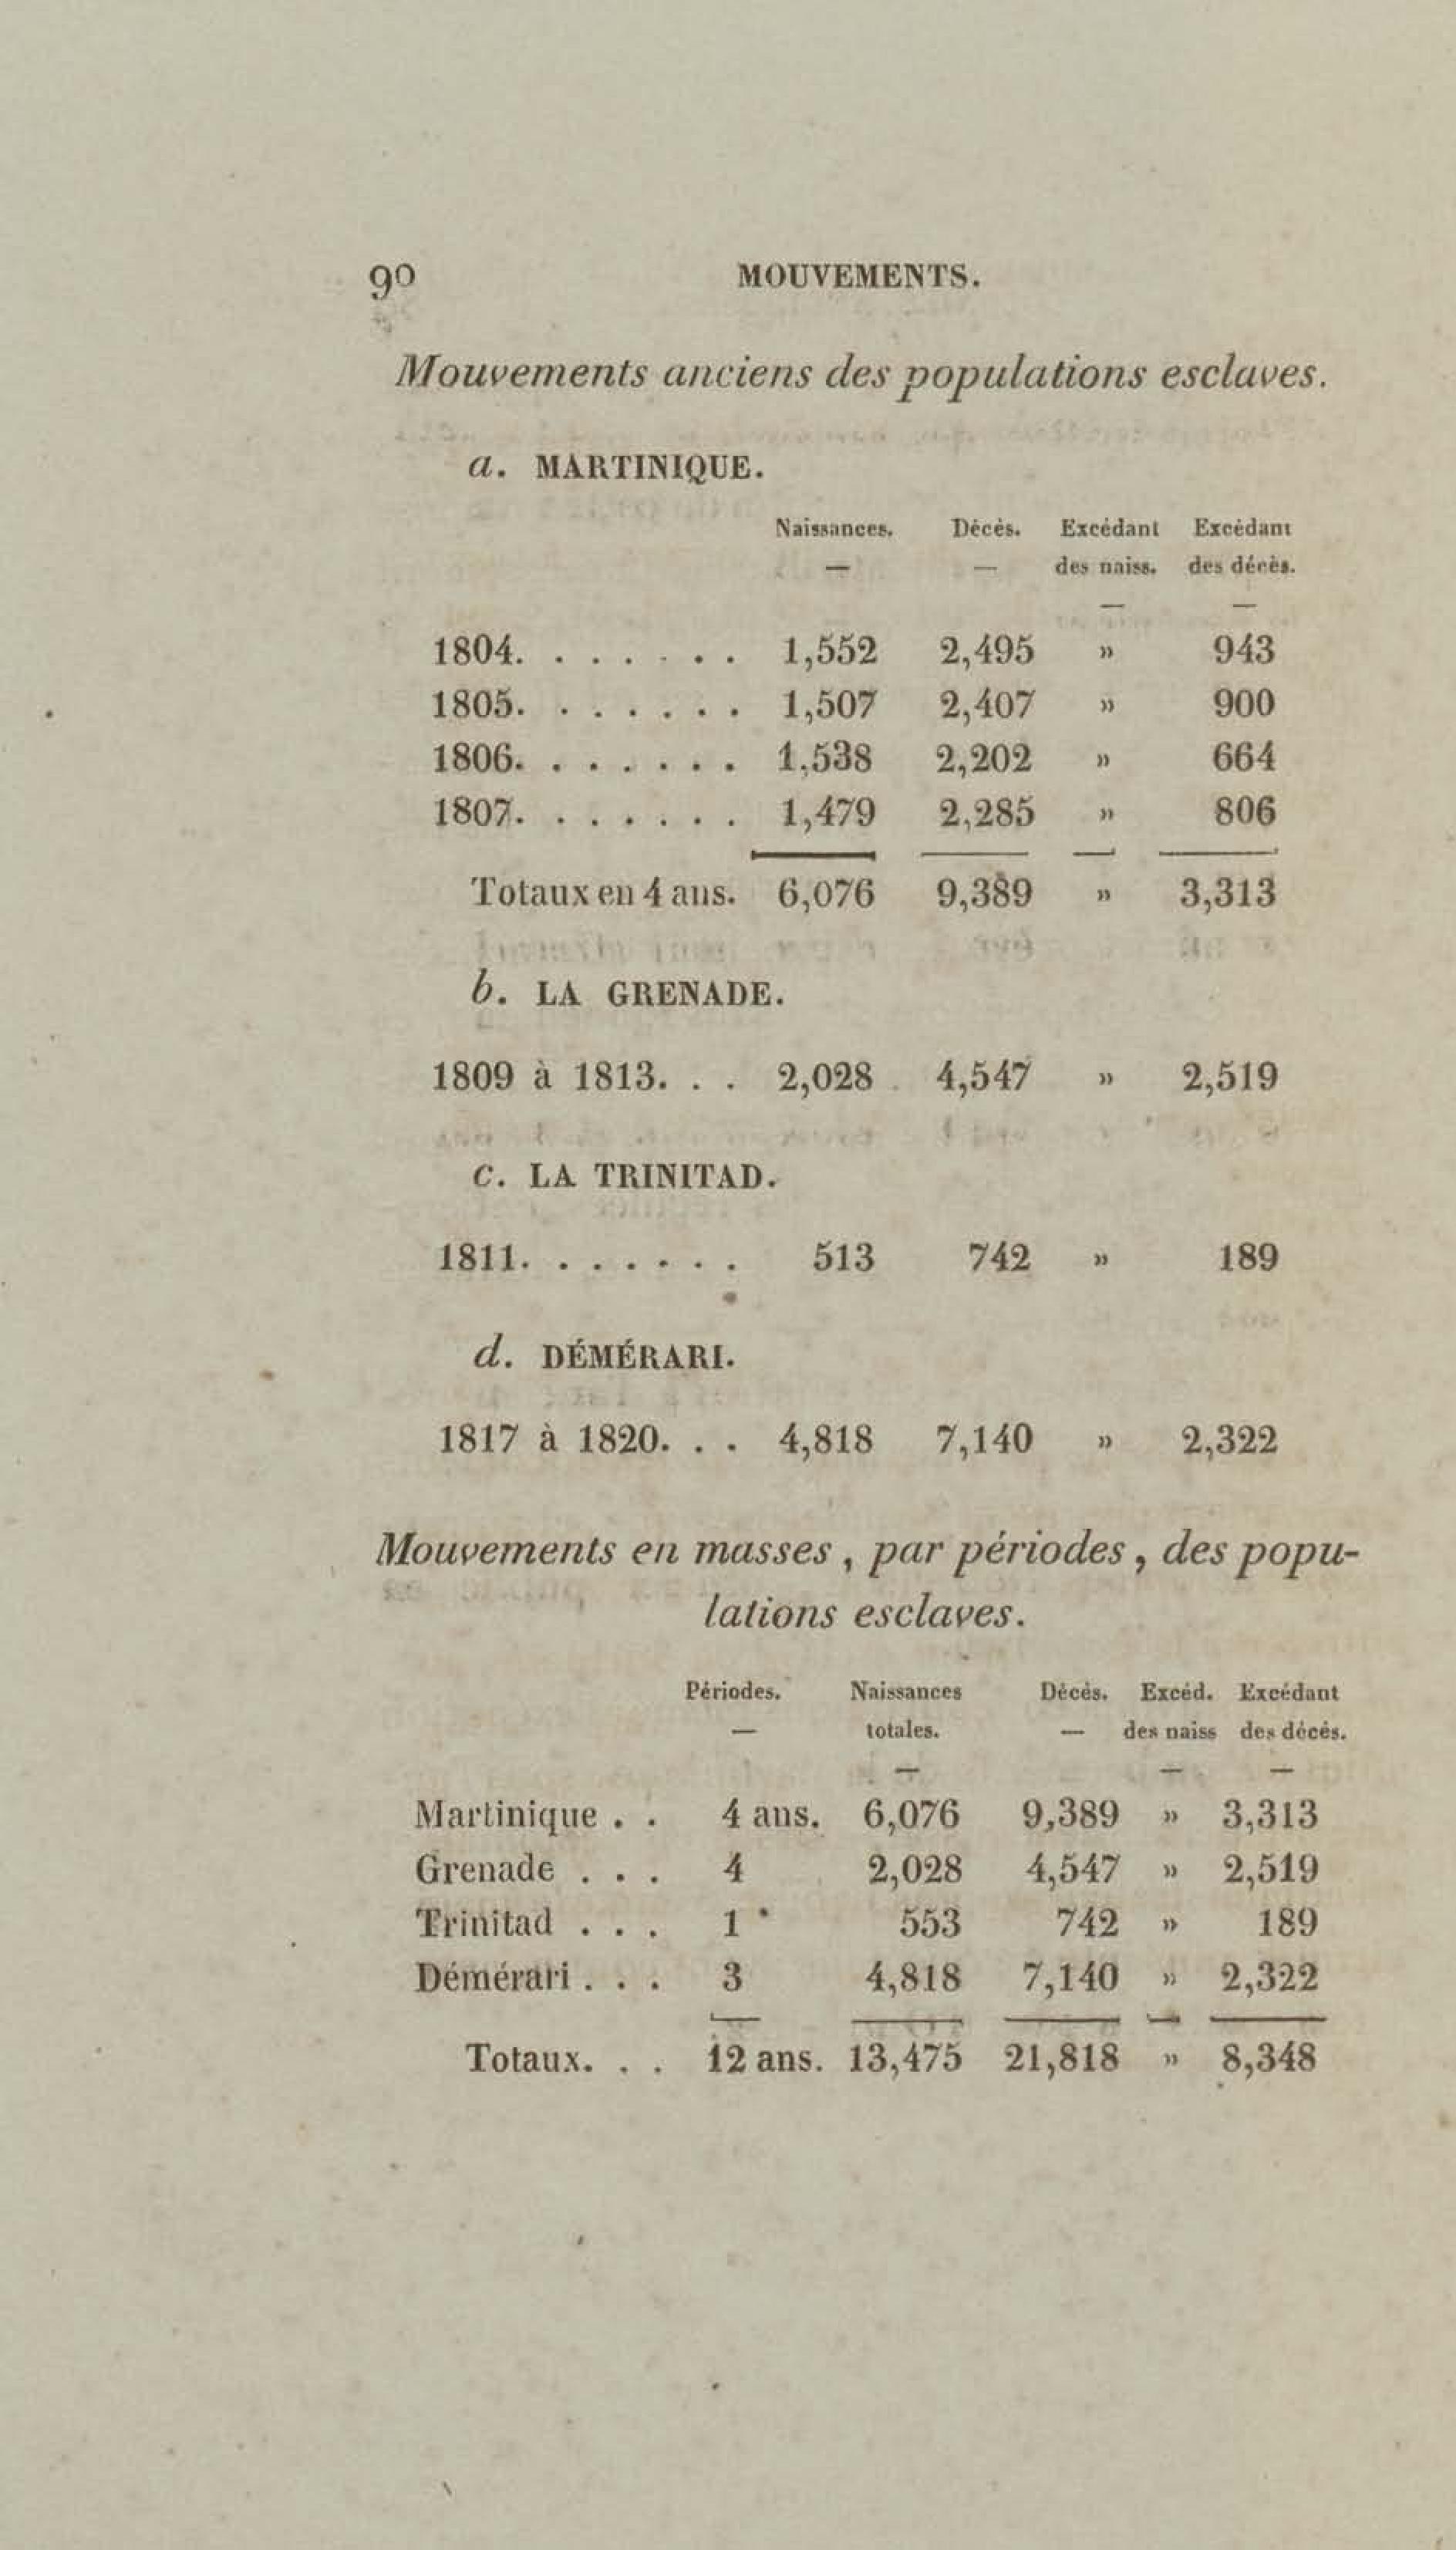 90 MOUVEMENTS.
Mouvements anciens des populations esclaves.
a. MARTINIQUE.
Naissances. Décès. Excédant Excédant
— — des naiss. des décès.
— —
1804. . . . . . . . 1,552 2,495 » 943
1805. . . . . . . . 1,507 2,407 » 900
1806. . . . . . . . 1,538 2,202 » 664
1807. . . . . . . . 1,479 2,285 » 806
Totaux en 4 ans. 6,076 9,389 » 3,313
b. LA GRENADE.
1809 à 1813. . . 2,028 4,547 » 2,519
c. LA TRINITAD.
1811. . . . . . . . 513 742 » 189
d. DÉMÉRARI.
1817 à 1820. . . 4,818 7,140 » 2,322
Mouvements en masses, par périodes, des popu-
lations esclaves.
Périodes. Naissances Décès. Excéd. Excédant
— totales. — des naiss des décès.
— — —
Martinique . . 4 ans. 6,076 9,389 » 3,313
Grenade . . . 4 2,028 4,547 » 2,519
Trinitad . . . 1 553 742 » 189
Démérari . . . 3 4,818 7,140 » 2,322
Totaux. . . 12 ans. 13,475 21,818 » 8,348